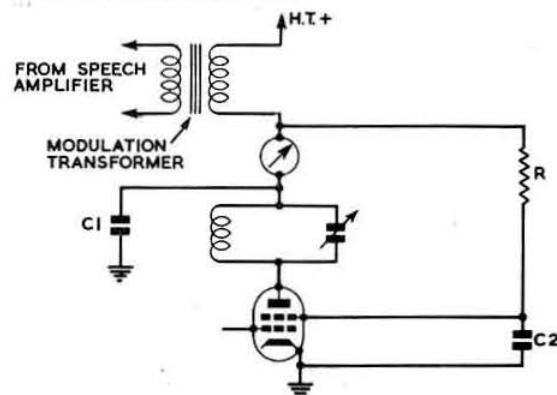 H.T.+
FROM SPEECH
AMPLIFIER
MODULATION
TRANSFORMER
R
C1
C2